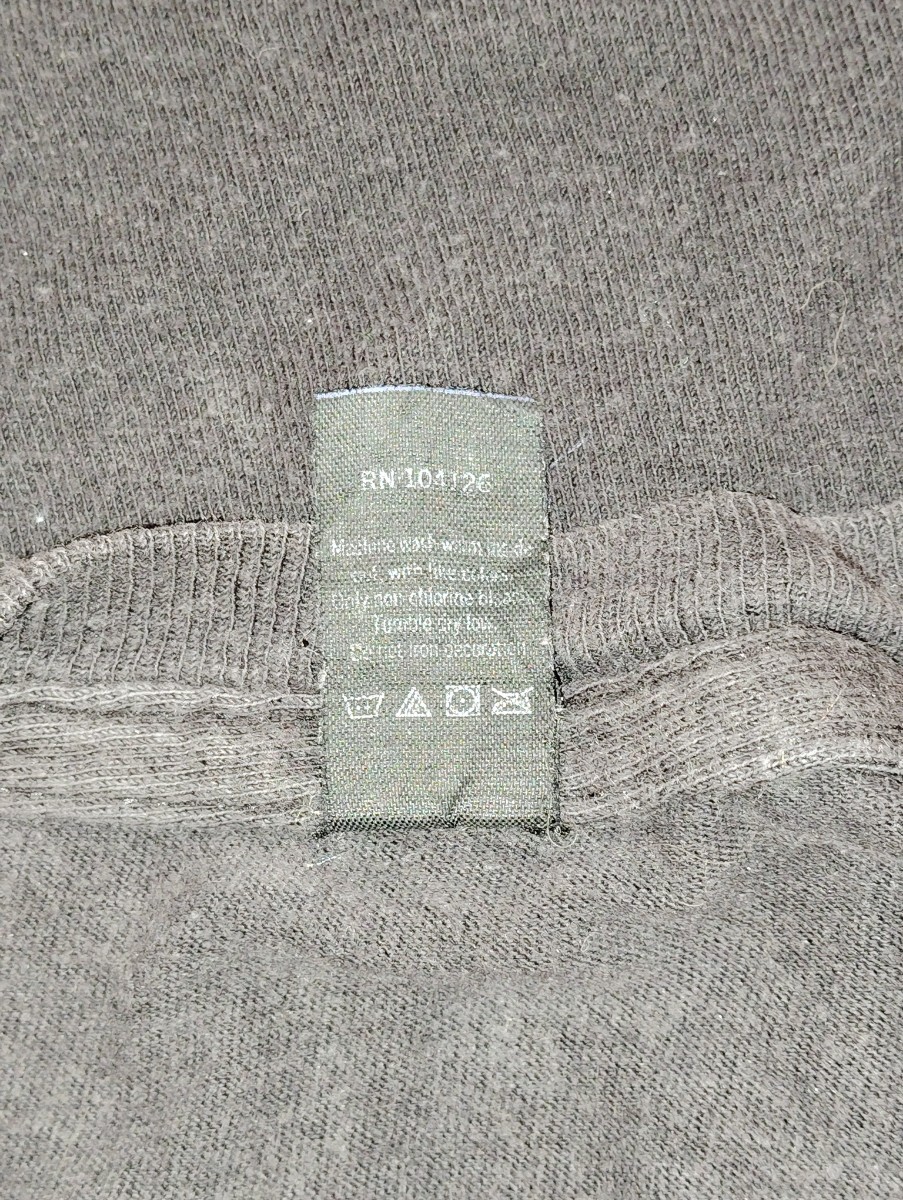 RN 104126
Machine wash warm inside
out, with like colors
Only non-chlorine bleach
Tumble dry low
Do not iron decoration